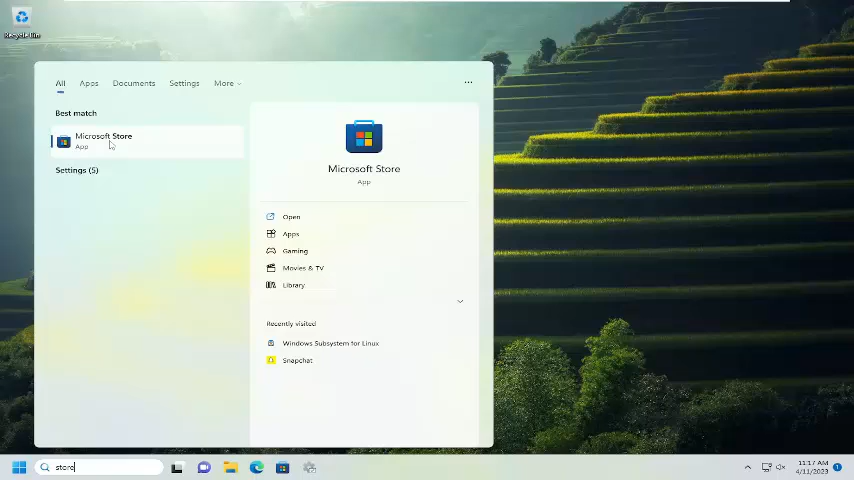 Recycle Bin
All
Apps
Documents
Settings
More
Best match
Microsoft Store
App
Settings (5)
Microsoft Store
App
Open
Apps
Gaming
Movies & TV
Library
Recently visited
Windows Subsystem for Linux
Snapchat
store
11:17 AM
4/11/2023
1